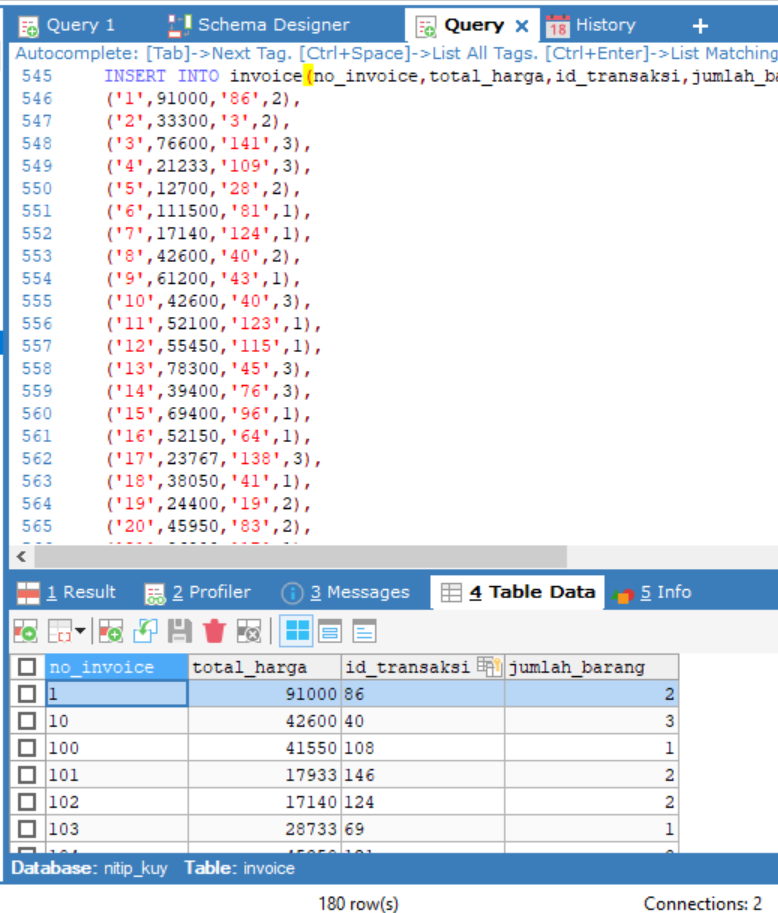 Query 1 Schema Designer Query × 18 History +
Autocomplete: [Tab]->Next Tag. [Ctrl+Space]->List All Tags. [Ctrl+Enter]->List Matching
545 INSERT INTO invoice(no_invoice,total_harga,id_transaksi,jumlah_ba
546 ('1',91000,'86',2),
547 ('2',33300,'3',2),
548 ('3',76600,'141',3),
549 ('4',21233,'109',3),
550 ('5',12700,'28',2),
551 ('6',111500,'81',1),
552 ('7',17140,'124',1),
553 ('8',42600,'40',2),
554 ('9',61200,'43',1),
555 ('10',42600,'40',3),
556 ('11',52100,'123',1),
557 ('12',55450,'115',1),
558 ('13',78300,'45',3),
559 ('14',39400,'76',3),
560 ('15',69400,'96',1),
561 ('16',52150,'64',1),
562 ('17',23767,'138',3),
563 ('18',38050,'41',1),
564 ('19',24400,'19',2),
565 ('20',45950,'83',2),
1 Result 2 Profiler 3 Messages 4 Table Data 5 Info
no_invoice total_harga id_transaksi jumlah_barang
1 91000 86 2
10 42600 40 3
100 41550 108 1
101 17933 146 2
102 17140 124 2
103 28733 69 1
Database: nitip_kuy Table: invoice
180 row(s) Connections: 2